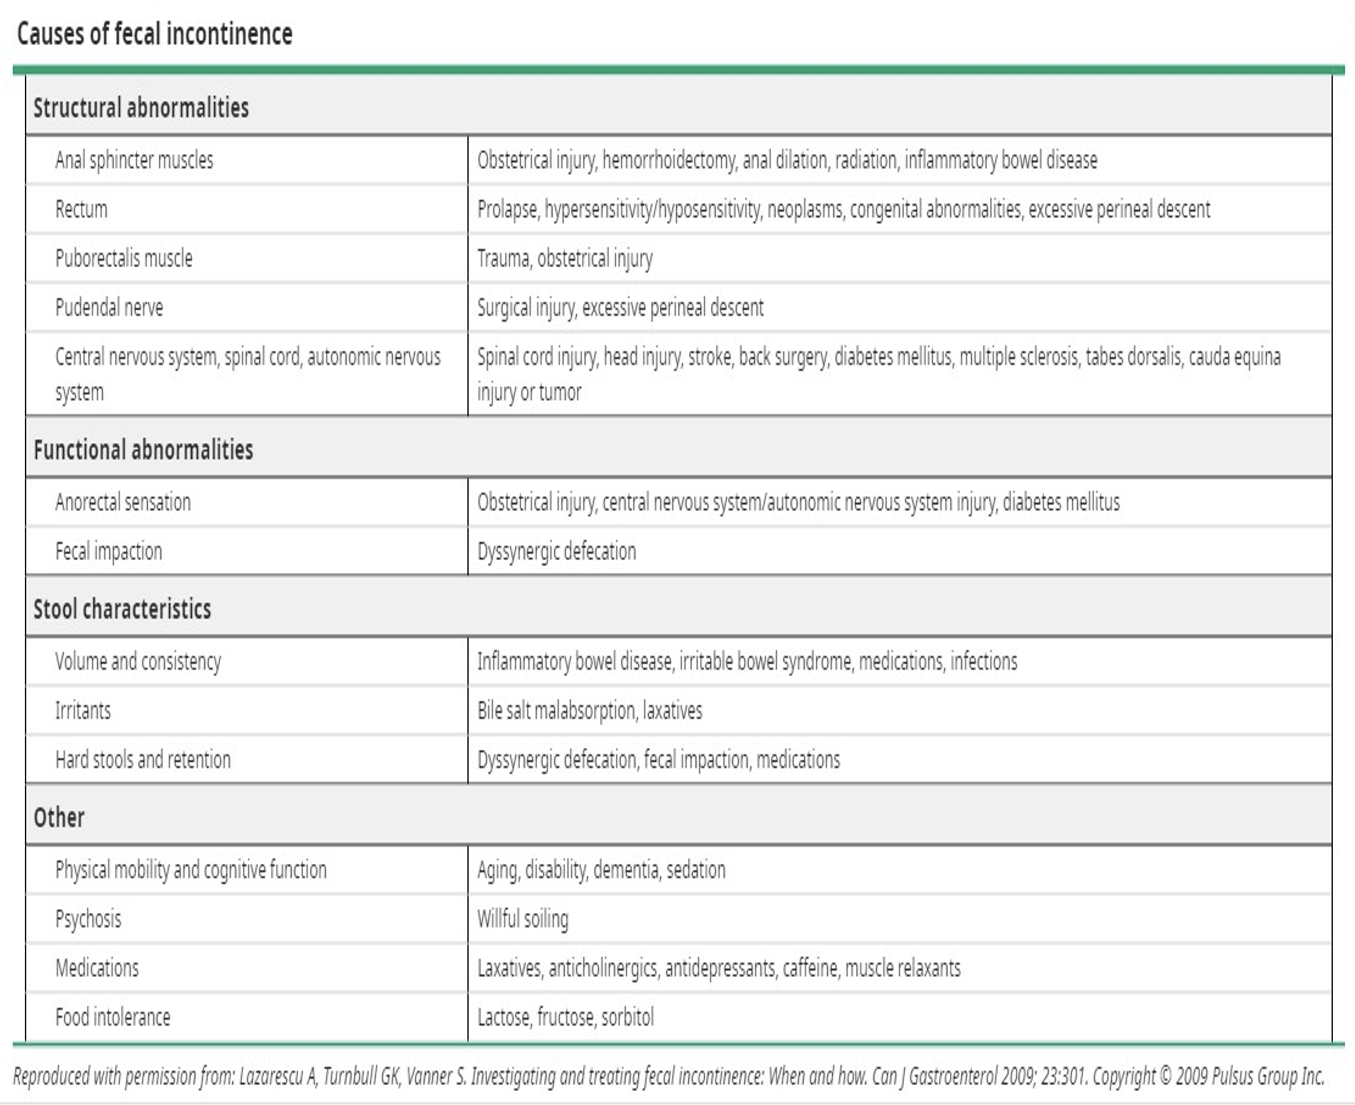 Causes of fecal incontinence
Structural abnormalities
Anal sphincter muscles Obstetrical injury, hemorrhoidectomy, anal dilation, radiation, inflammatory bowel disease
Rectum Prolapse, hypersensitivity/hyposensitivity, neoplasms, congenital abnormalities, excessive perineal descent
Puborectalis muscle Trauma, obstetrical injury
Pudendal nerve Surgical injury, excessive perineal descent
Central nervous system, spinal cord, autonomic nervous Spinal cord injury, head injury, stroke, back surgery, diabetes mellitus, multiple sclerosis, tabes dorsalis, cauda equina
system injury or tumor
Functional abnormalities
Anorectal sensation Obstetrical injury, central nervous system/autonomic nervous system injury, diabetes mellitus
Fecal impaction Dyssynergic defecation
Stool characteristics
Volume and consistency Inflammatory bowel disease, irritable bowel syndrome, medications, infections
Irritants Bile salt malabsorption, laxatives
Hard stools and retention Dyssynergic defecation, fecal impaction, medications
Other
Physical mobility and cognitive function Aging, disability, dementia, sedation
Psychosis Willful soiling
Medications Laxatives, anticholinergics, antidepressants, caffeine, muscle relaxants
Food intolerance Lactose, fructose, sorbitol
Reproduced with permission from: Lazarescu A, Turnbull GK, Vanner S. Investigating and treating fecal incontinence: When and how. Can J Gastroenterol 2009; 23:301. Copyright © 2009 Pulsus Group Inc.